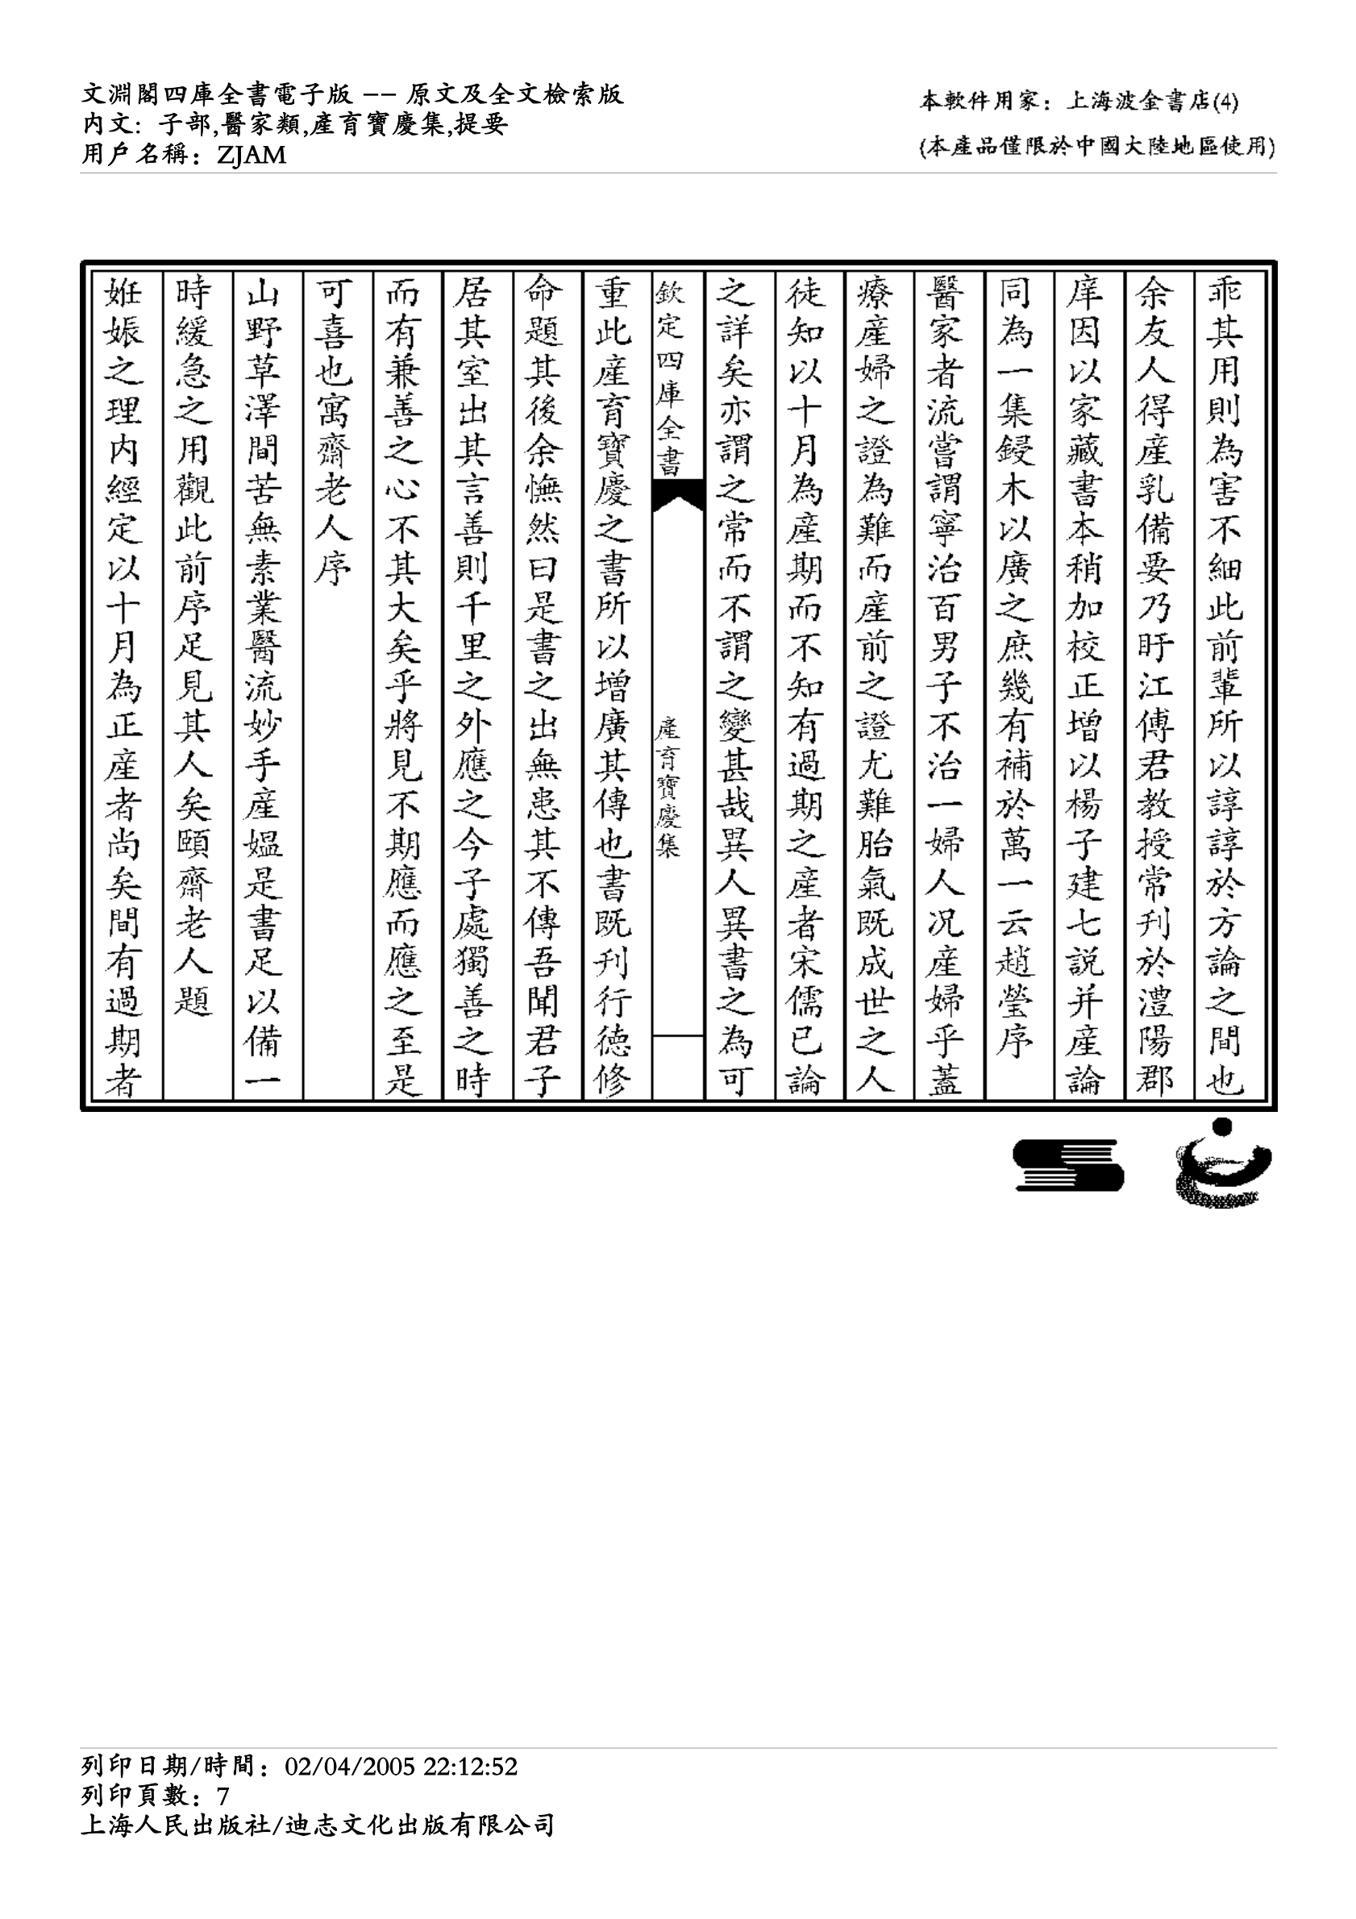 文淵閣四庫全書電子版 －－ 原文及全文檢索版
内文：子部,醫家類,產育寶慶集,提要
用戶名稱：ZJAM
本軟件用家：上海波金書店(4)
(本產品僅限於中國大陸地區使用)
乖其用則為害不細此前輩所以諄諄於方論之間也
余友人得產乳備要乃盱江傅君教授常刋於澧陽郡
庠因以家藏書本稍加校正增以楊子建七説并產論
同為一集鋟木以廣之庶幾有補於萬一云趙瑩序
醫家者流嘗謂寧治百男子不治一婦人况產婦乎葢
療產婦之證為難而產前之證尤難胎氣既成世之人
徒知以十月為產期而不知有過期之產者宋儒已論
之詳矣亦謂之常而不謂之變甚哉異人異書之為可
欽定四庫全書
產育寶慶集
重此產育寶慶之書所以增廣其傳也書既刋行德修
命題其後余憮然曰是書之出無患其不傳吾聞君子
居其室出其言善則千里之外應之今子處獨善之時
而有兼善之心不其大矣乎將見不期應而應之至是
可喜也寓齋老人序
山野草澤間苦無素業醫流妙手產媼是書足以備一
時緩急之用觀此前序足見其人矣頤齋老人題
姙娠之理内經定以十月為正產者尚矣間有過期者
列印日期/時間：02/04/2005 22:12:52
列印頁數：7
上海人民出版社/迪志文化出版有限公司